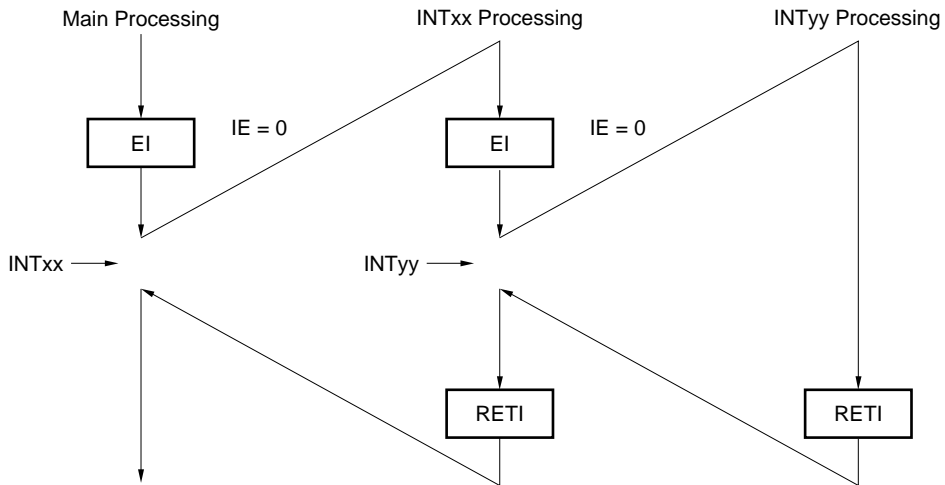 Main Processing
INTxx Processing
INTyy Processing
EI
IE = 0
EI
IE = 0
INTxx
INTyy
RETI
RETI